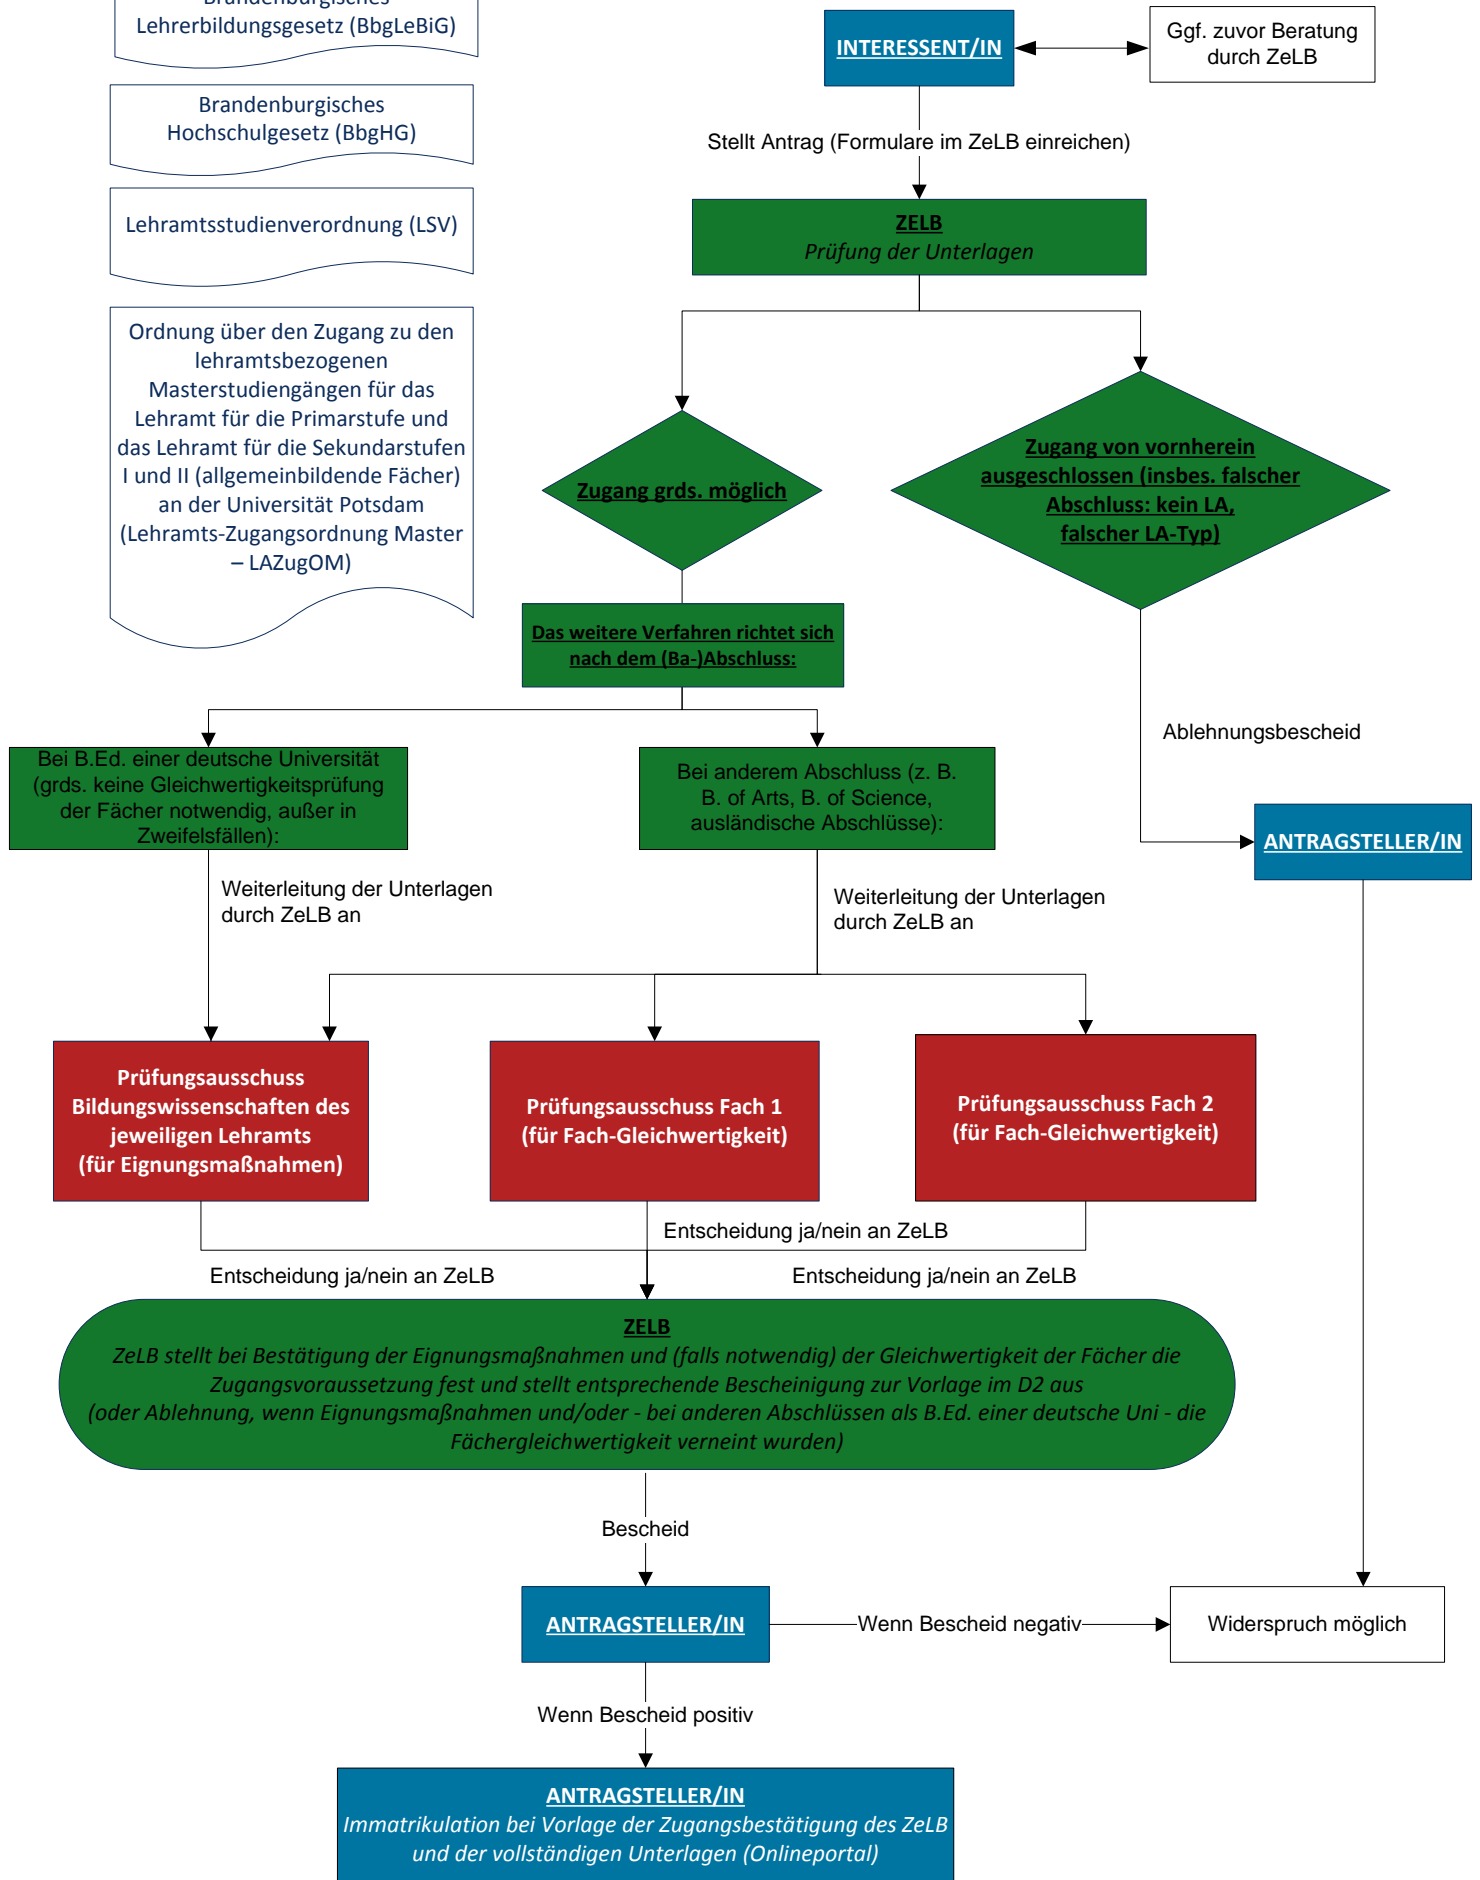 Brandenburgisches
Lehrerbildungsgesetz (BbgLeBiG)
Brandenburgisches
Hochschulgesetz (BbgHG)
Lehramtsstudienverordnung (LSV)
Ordnung über den Zugang zu den
lehramtsbezogenen
Masterstudiengängen für das
Lehramt für die Primarstufe und
das Lehramt für die Sekundarstufen
I und II (allgemeinbildende Fächer)
an der Universität Potsdam
(Lehramts-Zugangsordnung Master
– LAZugOM)
INTERESSENT/IN
Ggf. zuvor Beratung
durch ZeLB
Stellt Antrag (Formulare im ZeLB einreichen)
ZELB
Prüfung der Unterlagen
Zugang grds. möglich
Zugang von vornherein
ausgeschlossen (insbes. falscher
Abschluss: kein LA,
falscher LA-Typ)
Das weitere Verfahren richtet sich
nach dem (Ba-)Abschluss:
Ablehnungsbescheid
Bei B.Ed. einer deutsche Universität
(grds. keine Gleichwertigkeitsprüfung
der Fächer notwendig, außer in
Zweifelsfällen):
Bei anderem Abschluss (z. B.
B. of Arts, B. of Science,
ausländische Abschlüsse):
ANTRAGSTELLER/IN
Weiterleitung der Unterlagen
durch ZeLB an
Weiterleitung der Unterlagen
durch ZeLB an
Prüfungsausschuss
Bildungswissenschaften des
jeweiligen Lehramts
(für Eignungsmaßnahmen)
Prüfungsausschuss Fach 1
(für Fach-Gleichwertigkeit)
Prüfungsausschuss Fach 2
(für Fach-Gleichwertigkeit)
Entscheidung ja/nein an ZeLB
Entscheidung ja/nein an ZeLB
Entscheidung ja/nein an ZeLB
ZELB
ZeLB stellt bei Bestätigung der Eignungsmaßnahmen und (falls notwendig) der Gleichwertigkeit der Fächer die
Zugangsvoraussetzung fest und stellt entsprechende Bescheinigung zur Vorlage im D2 aus
(oder Ablehnung, wenn Eignungsmaßnahmen und/oder - bei anderen Abschlüssen als B.Ed. einer deutsche Uni - die
Fächergleichwertigkeit verneint wurden)
Bescheid
ANTRAGSTELLER/IN
Wenn Bescheid negativ
Widerspruch möglich
Wenn Bescheid positiv
ANTRAGSTELLER/IN
Immatrikulation bei Vorlage der Zugangsbestätigung des ZeLB
und der vollständigen Unterlagen (Onlineportal)